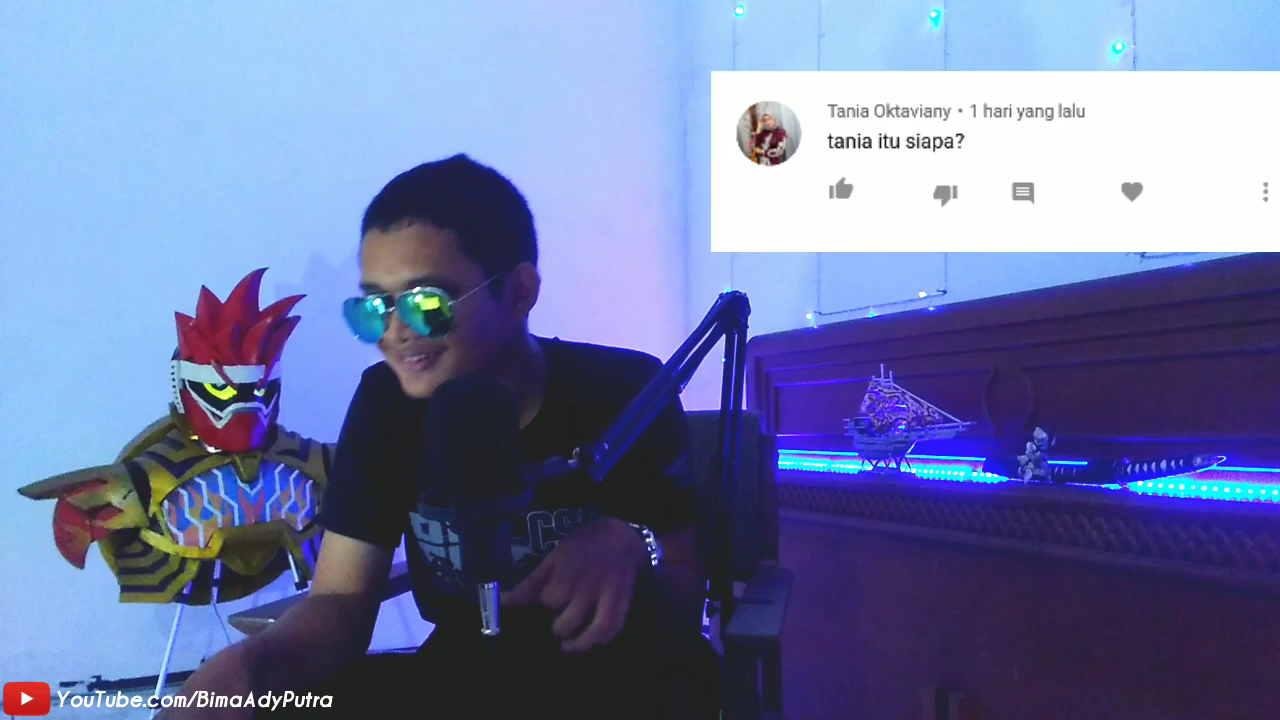 Tania Oktaviany • 1 hari yang lalu
tania itu siapa?
YouTube.com/BimaAdyPutra